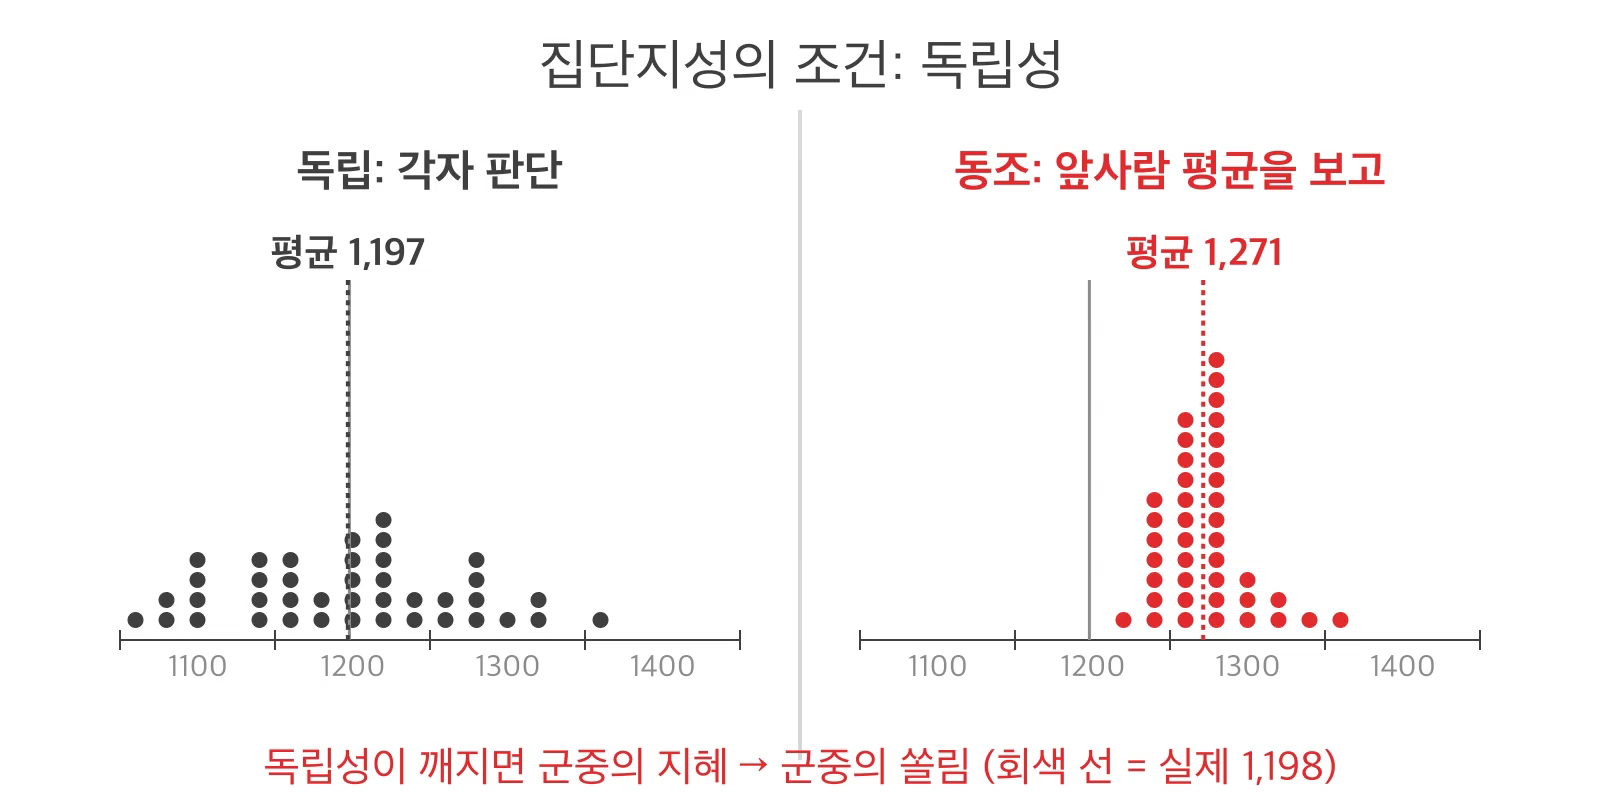 집단지성의 조건: 독립성
독립: 각자 판단
평균 1,197
1100 1200 1300 1400
동조: 앞사람 평균을 보고
평균 1,271
1100 1200 1300 1400
독립성이 깨지면 군중의 지혜 → 군중의 쏠림 (회색 선 = 실제 1,198)